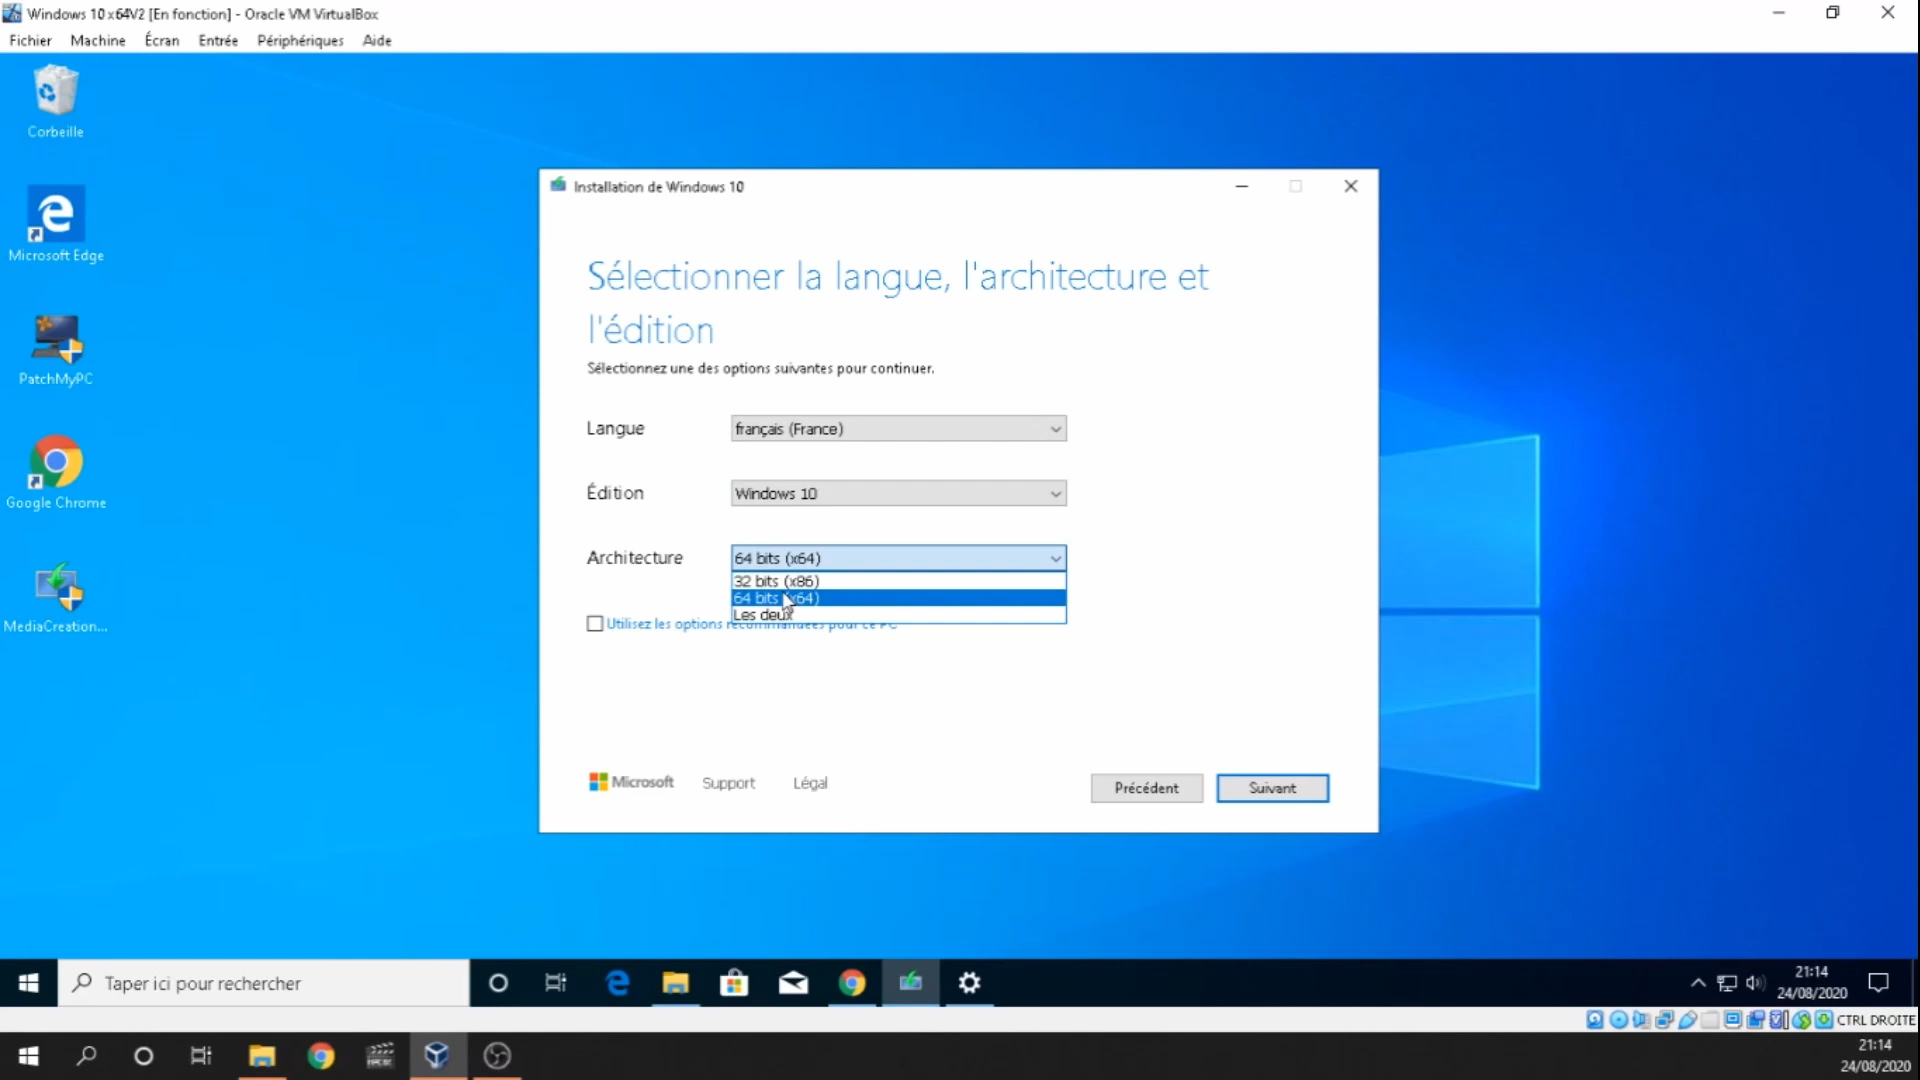 Windows 10 x64V2 [En fonction] - Oracle VM VirtualBox
Fichier Machine Écran Entrée Périphériques Aide
Corbeille
Microsoft Edge
PatchMyPC
Google Chrome
MediaCreation...
Installation de Windows 10
Sélectionner la langue, l'architecture et
l'édition
Sélectionnez une des options suivantes pour continuer.
Langue français (France)
Édition Windows 10
Architecture 64 bits (x64)
32 bits (x86)
64 bits (x64)
Les deux
Utilisez les options recommandées pour ce PC
Microsoft Support Légal
Précédent Suivant
Taper ici pour rechercher
21:14
24/08/2020
CTRL DROITE
21:14
24/08/2020